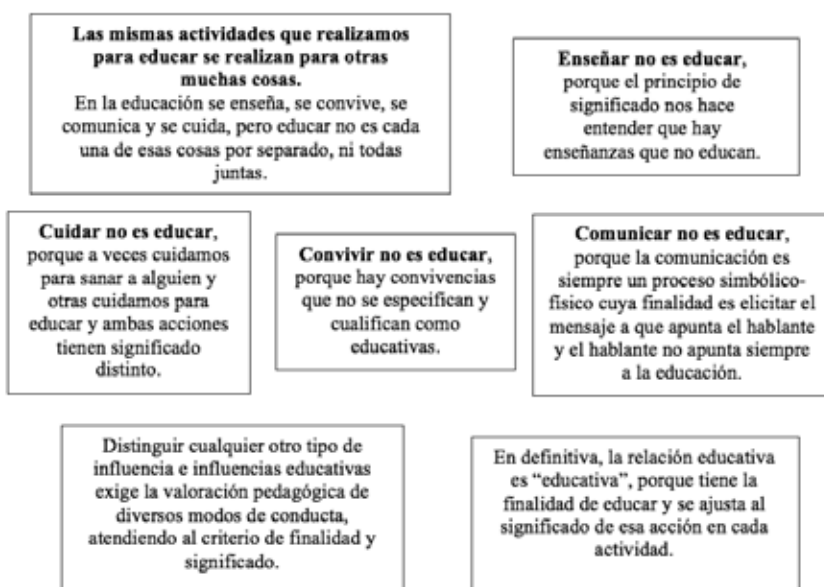 Las mismas actividades que realizamos
para educar se realizan para otras
muchas cosas.
En la educación se enseña, se convive, se
comunica y se cuida, pero educar no es cada
una de esas cosas por separado, ni todas
juntas.
Enseñar no es educar,
porque el principio de
significado nos hace
entender que hay
enseñanzas que no educan.
Cuidar no es educar,
porque a veces cuidamos
para sanar a alguien y
otras cuidamos para
educar y ambas acciones
tienen significado
distinto.
Convivir no es educar,
porque hay convivencias
que no se especifican y
cualifican como
educativas.
Comunicar no es educar,
porque la comunicación es
siempre un proceso simbólico-
físico cuya finalidad es elicitar el
mensaje a que apunta el hablante
y el hablante no apunta siempre
a la educación.
Distinguir cualquier otro tipo de
influencia e influencias educativas
exige la valoración pedagógica de
diversos modos de conducta,
atendiendo al criterio de finalidad y
significado.
En definitiva, la relación educativa
es “educativa”, porque tiene la
finalidad de educar y se ajusta al
significado de esa acción en cada
actividad.